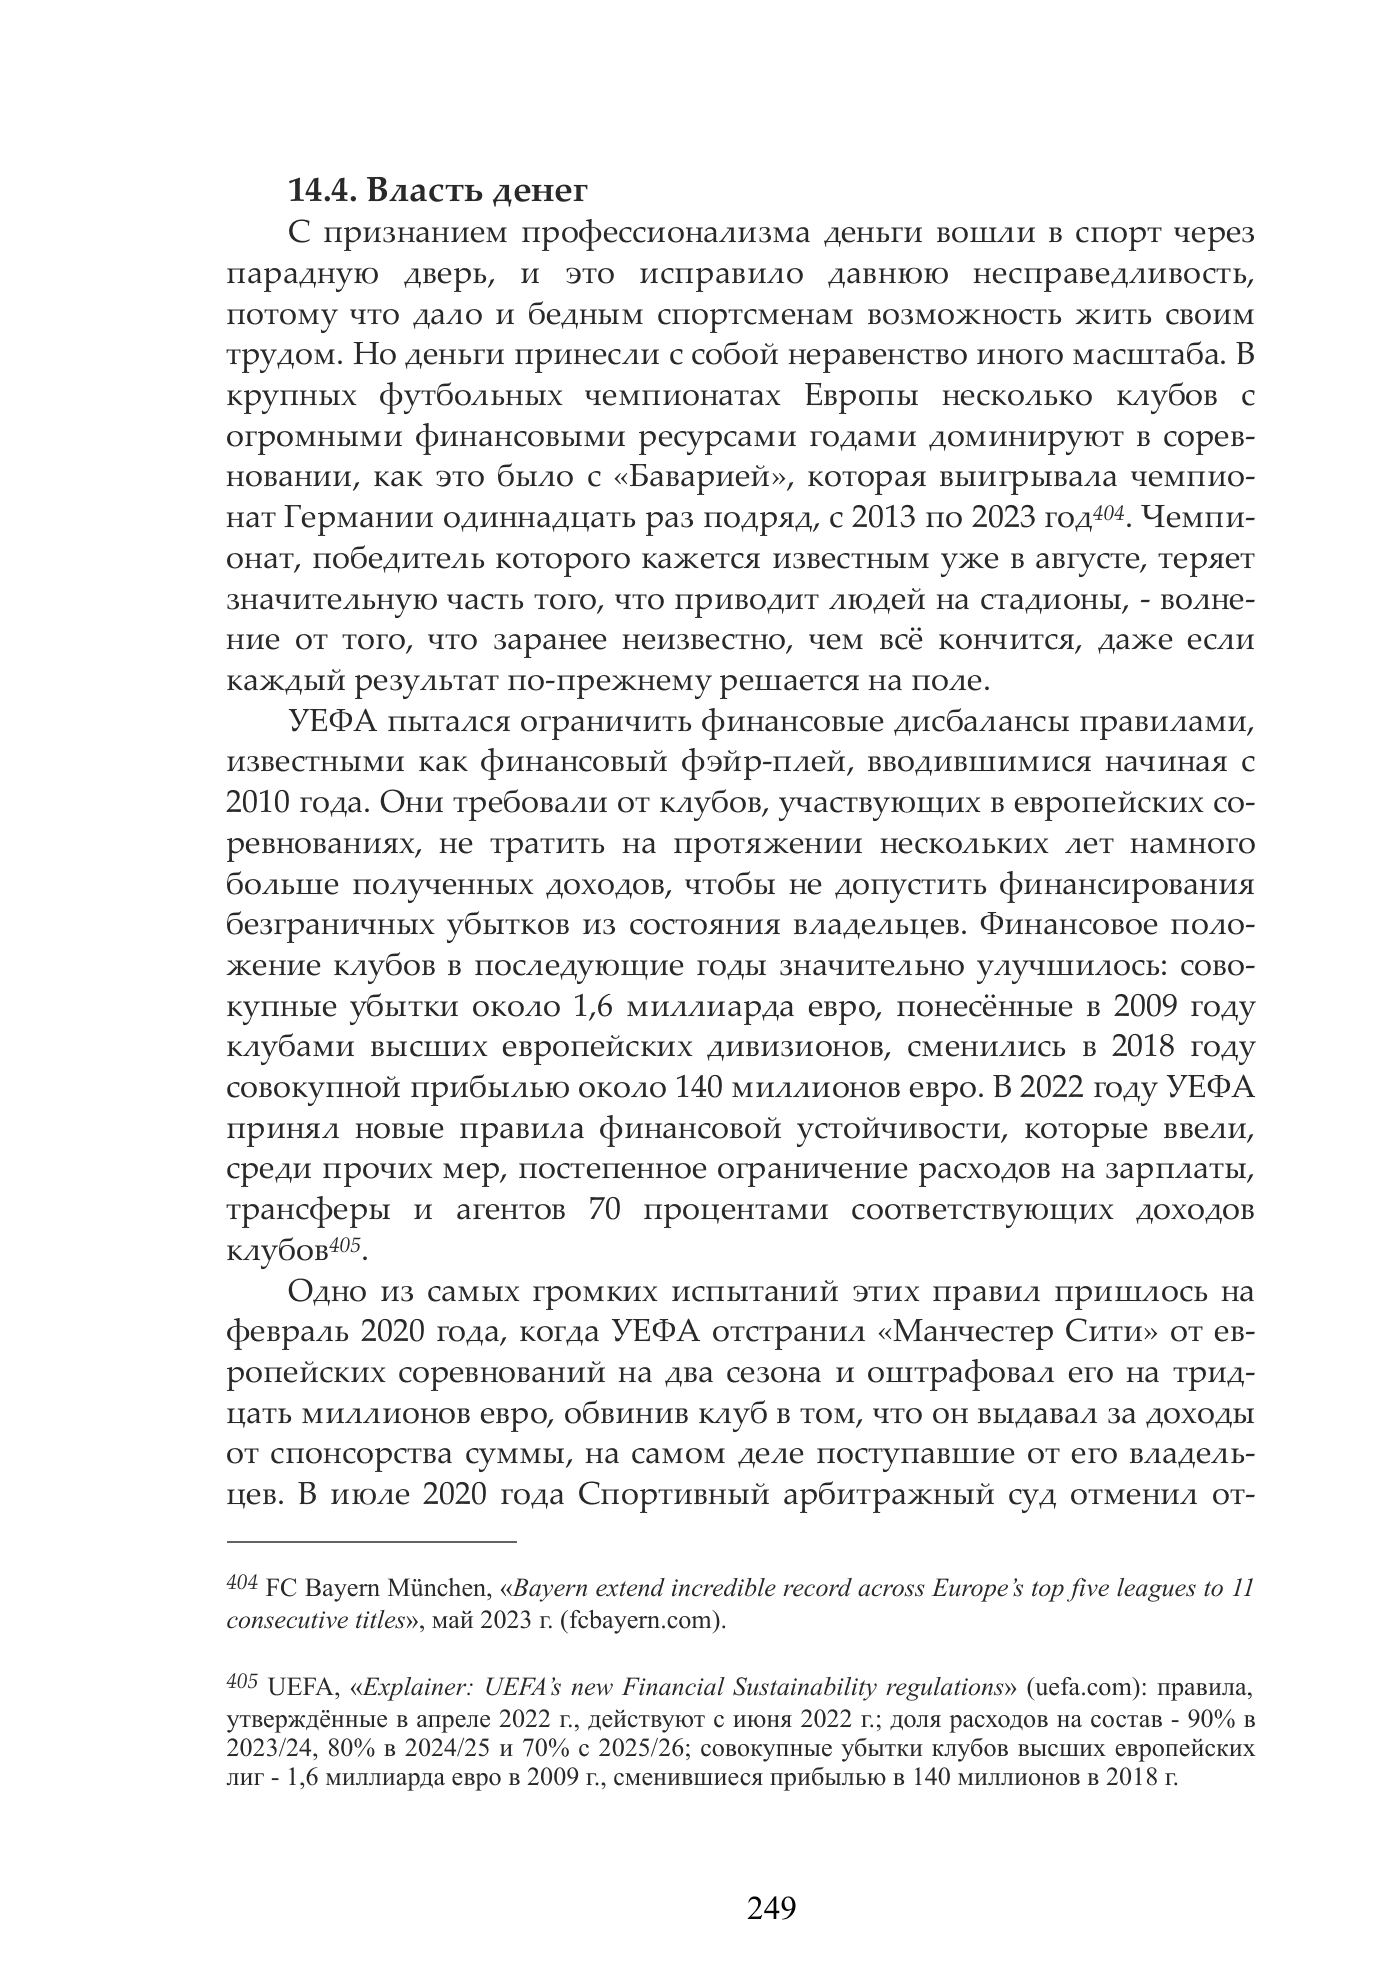 14.4. Власть денег
С признанием профессионализма деньги вошли в спорт через
парадную дверь, и это исправило давнюю несправедливость,
потому что дало и бедным спортсменам возможность жить своим
трудом. Но деньги принесли с собой неравенство иного масштаба. В
крупных футбольных чемпионатах Европы несколько клубов с
огромными финансовыми ресурсами годами доминируют в сорев-
новании, как это было с «Баварией», которая выигрывала чемпио-
нат Германии одиннадцать раз подряд, с 2013 по 2023 год404. Чемпи-
онат, победитель которого кажется известным уже в августе, теряет
значительную часть того, что приводит людей на стадионы, - волне-
ние от того, что заранее неизвестно, чем всё кончится, даже если
каждый результат по-прежнему решается на поле.
УЕФА пытался ограничить финансовые дисбалансы правилами,
известными как финансовый фэйр-плей, вводившимися начиная с
2010 года. Они требовали от клубов, участвующих в европейских со-
ревнованиях, не тратить на протяжении нескольких лет намного
больше полученных доходов, чтобы не допустить финансирования
безграничных убытков из состояния владельцев. Финансовое поло-
жение клубов в последующие годы значительно улучшилось: сово-
купные убытки около 1,6 миллиарда евро, понесённые в 2009 году
клубами высших европейских дивизионов, сменились в 2018 году
совокупной прибылью около 140 миллионов евро. В 2022 году УЕФА
принял новые правила финансовой устойчивости, которые ввели,
среди прочих мер, постепенное ограничение расходов на зарплаты,
трансферы и агентов 70 процентами соответствующих доходов
клубов405.
Одно из самых громких испытаний этих правил пришлось на
февраль 2020 года, когда УЕФА отстранил «Манчестер Сити» от ев-
ропейских соревнований на два сезона и оштрафовал его на трид-
цать миллионов евро, обвинив клуб в том, что он выдавал за доходы
от спонсорства суммы, на самом деле поступавшие от его владель-
цев. В июле 2020 года Спортивный арбитражный суд отменил от-
404 FC Bayern München, «Bayern extend incredible record across Europe’s top five leagues to 11
consecutive titles», май 2023 г. (fcbayern.com).
405 UEFA, «Explainer: UEFA’s new Financial Sustainability regulations» (uefa.com): правила,
утверждённые в апреле 2022 г., действуют с июня 2022 г.; доля расходов на состав - 90% в
2023/24, 80% в 2024/25 и 70% с 2025/26; совокупные убытки клубов высших европейских
лиг - 1,6 миллиарда евро в 2009 г., сменившиеся прибылью в 140 миллионов в 2018 г.
249